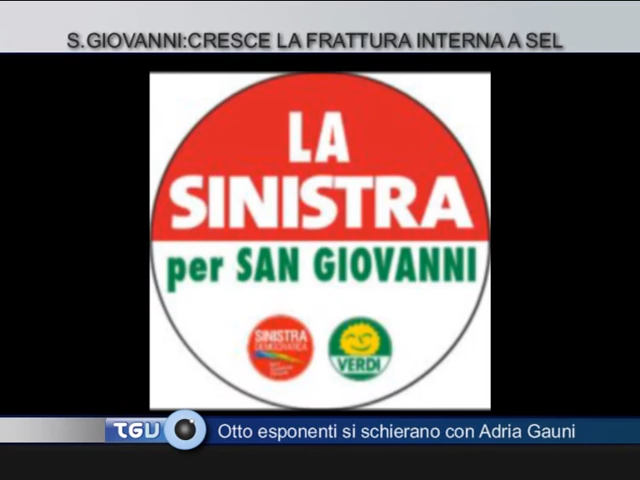 S.GIOVANNI:CRESCE LA FRATTURA INTERNA A SEL
LA
SINISTRA
per SAN GIOVANNI
SINISTRA
DEMOCRATICA
VERDI
TGV
Otto esponenti si schierano con Adria Gauni